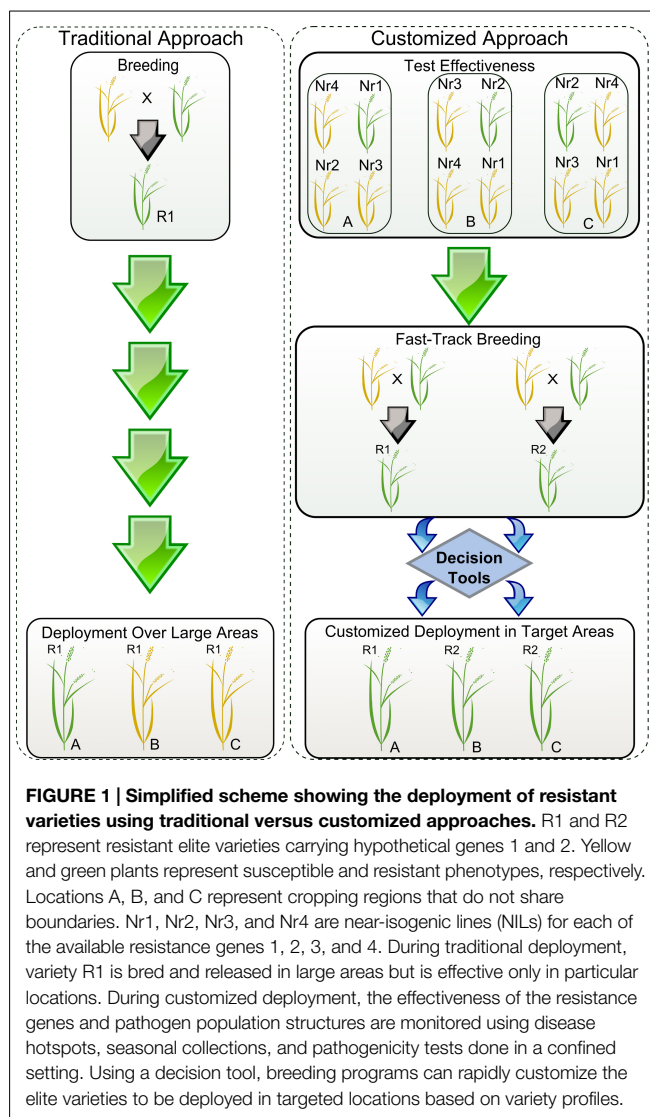 Traditional Approach
Breeding
X
R1
Deployment Over Large Areas
R1 R1 R1
A B C
Customized Approach
Test Effectiveness
Nr4 Nr1 Nr3 Nr2 Nr2 Nr4
Nr2 Nr3 Nr4 Nr1 Nr3 Nr1
A B C
Fast-Track Breeding
X X
R1 R2
Decision
Tools
Customized Deployment in Target Areas
R1 R2 R2
A B C
FIGURE 1 | Simplified scheme showing the deployment of resistant
varieties using traditional versus customized approaches. R1 and R2
represent resistant elite varieties carrying hypothetical genes 1 and 2. Yellow
and green plants represent susceptible and resistant phenotypes, respectively.
Locations A, B, and C represent cropping regions that do not share
boundaries. Nr1, Nr2, Nr3, and Nr4 are near-isogenic lines (NILs) for each of
the available resistance genes 1, 2, 3, and 4. During traditional deployment,
variety R1 is bred and released in large areas but is effective only in particular
locations. During customized deployment, the effectiveness of the resistance
genes and pathogen population structures are monitored using disease
hotspots, seasonal collections, and pathogenicity tests done in a confined
setting. Using a decision tool, breeding programs can rapidly customize the
elite varieties to be deployed in targeted locations based on variety profiles.